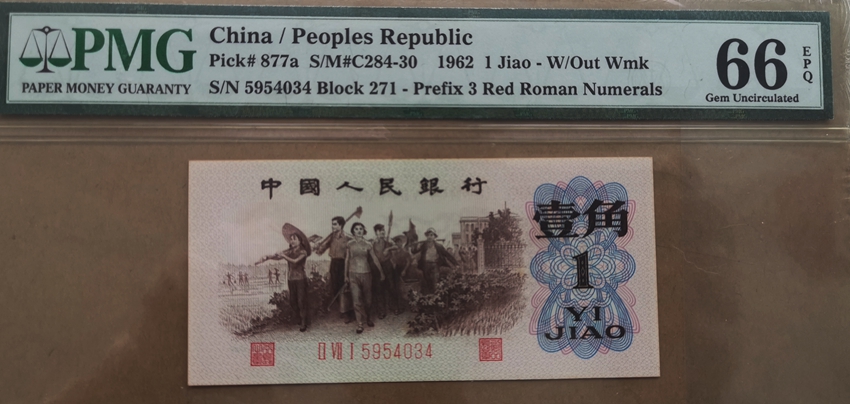 PMG
PAPER MONEY GUARANTY
China / Peoples Republic
Pick# 877a S/M#C284-30 1962 1 Jiao - W/Out Wmk
S/N 5954034 Block 271 - Prefix 3 Red Roman Numerals
66 EPQ
Gem Uncirculated
中國人民銀行
壹角
1
YI
JIAO
II VII I 5954034